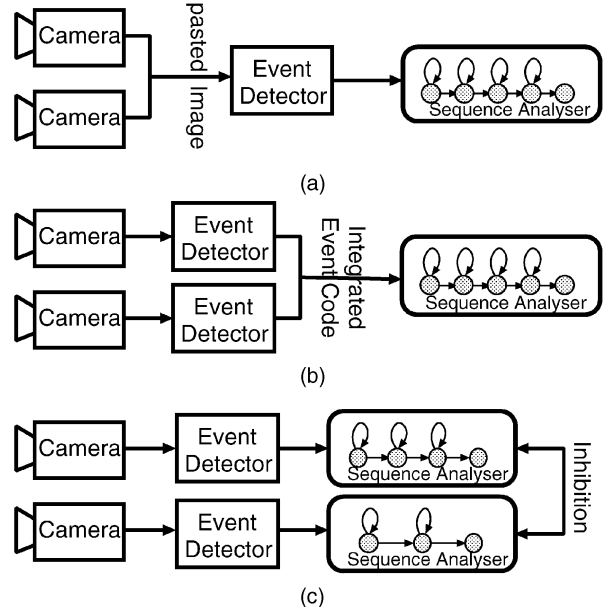 Camera
Camera
pasted Image
Event
Detector
Sequence Analyser
(a)
Camera
Camera
Event
Detector
Event
Detector
Integrated
Event Code
Sequence Analyser
(b)
Camera
Event
Detector
Sequence Analyser
Camera
Event
Detector
Sequence Analyser
Inhibition
(c)